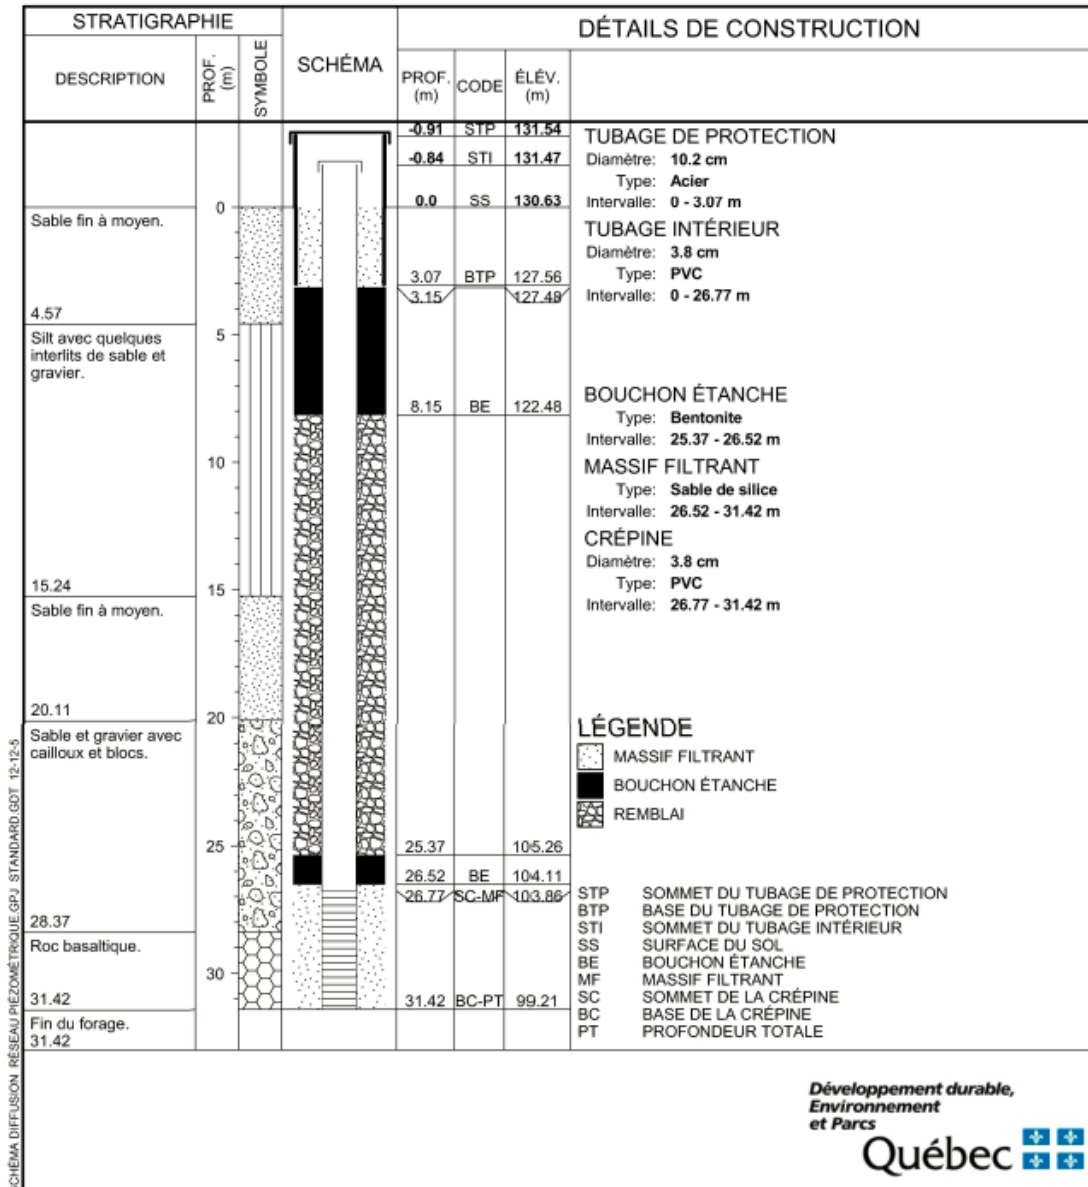 STRATIGRAPHIE
DÉTAILS DE CONSTRUCTION
DESCRIPTION
PROF. (m)
SYMBOLE
SCHÉMA
PROF. (m)
CODE
ÉLÉV. (m)
-0.91 STP 131.54
-0.84 STI 131.47
0.0 SS 130.63
3.07 BTP 127.56
3.15 127.48
8.15 BE 122.48
25.37 105.26
26.52 BE 104.11
26.77 SC-MF 103.86
31.42 BC-PT 99.21
Sable fin à moyen.
4.57
Silt avec quelques
interlits de sable et
gravier.
15.24
Sable fin à moyen.
20.11
Sable et gravier avec
cailloux et blocs.
28.37
Roc basaltique.
31.42
Fin du forage.
31.42
0
5
10
15
20
25
30
TUBAGE DE PROTECTION
Diamètre: 10.2 cm
Type: Acier
Intervalle: 0 - 3.07 m
TUBAGE INTÉRIEUR
Diamètre: 3.8 cm
Type: PVC
Intervalle: 0 - 26.77 m
BOUCHON ÉTANCHE
Type: Bentonite
Intervalle: 25.37 - 26.52 m
MASSIF FILTRANT
Type: Sable de silice
Intervalle: 26.52 - 31.42 m
CRÉPINE
Diamètre: 3.8 cm
Type: PVC
Intervalle: 26.77 - 31.42 m
LÉGENDE
MASSIF FILTRANT
BOUCHON ÉTANCHE
REMBLAI
STP SOMMET DU TUBAGE DE PROTECTION
BTP BASE DU TUBAGE DE PROTECTION
STI SOMMET DU TUBAGE INTÉRIEUR
SS SURFACE DU SOL
BE BOUCHON ÉTANCHE
MF MASSIF FILTRANT
SC SOMMET DE LA CRÉPINE
BC BASE DE LA CRÉPINE
PT PROFONDEUR TOTALE
SCHÉMA DIFFUSION RÉSEAU PIÉZOMÉTRIQUE.GPJ STANDARD.GDT 12-12-5
Développement durable,
Environnement
et Parcs
Québec